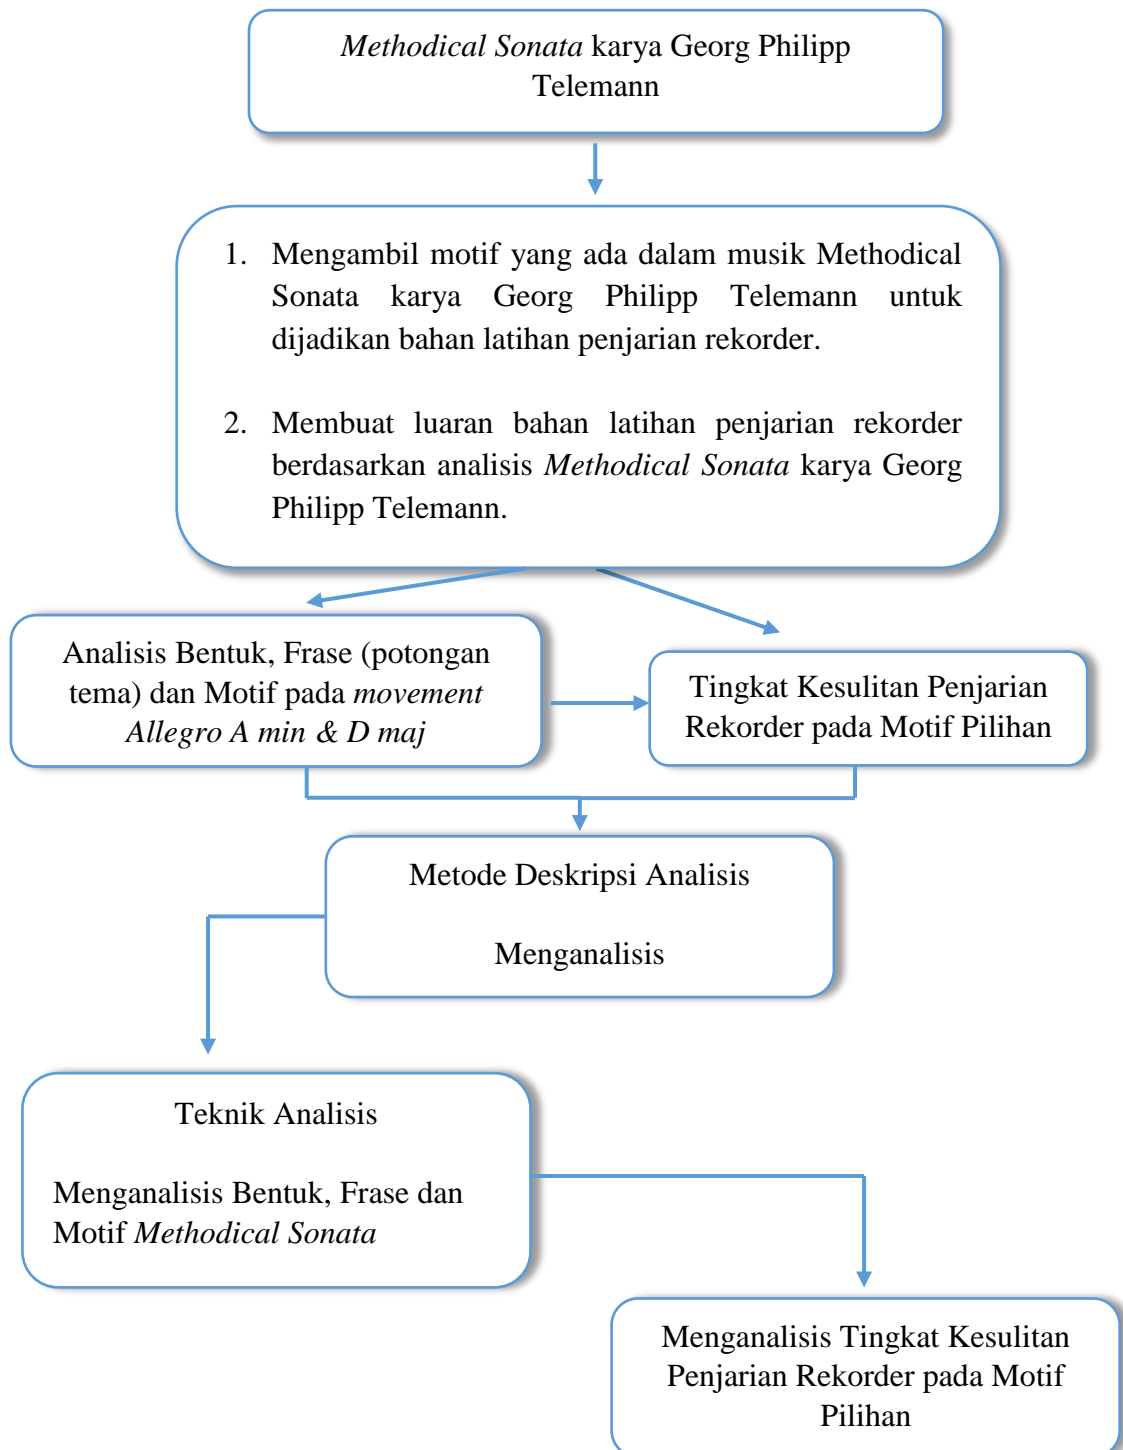 Methodical Sonata karya Georg Philipp
Telemann
1. Mengambil motif yang ada dalam musik Methodical
Sonata karya Georg Philipp Telemann untuk
dijadikan bahan latihan penjarian rekorder.
2. Membuat luaran bahan latihan penjarian rekorder
berdasarkan analisis Methodical Sonata karya Georg
Philipp Telemann.
Analisis Bentuk, Frase (potongan
tema) dan Motif pada movement
Allegro A min & D maj
Tingkat Kesulitan Penjarian
Rekorder pada Motif Pilihan
Metode Deskripsi Analisis
Menganalisis
Teknik Analisis
Menganalisis Bentuk, Frase dan
Motif Methodical Sonata
Menganalisis Tingkat Kesulitan
Penjarian Rekorder pada Motif
Pilihan